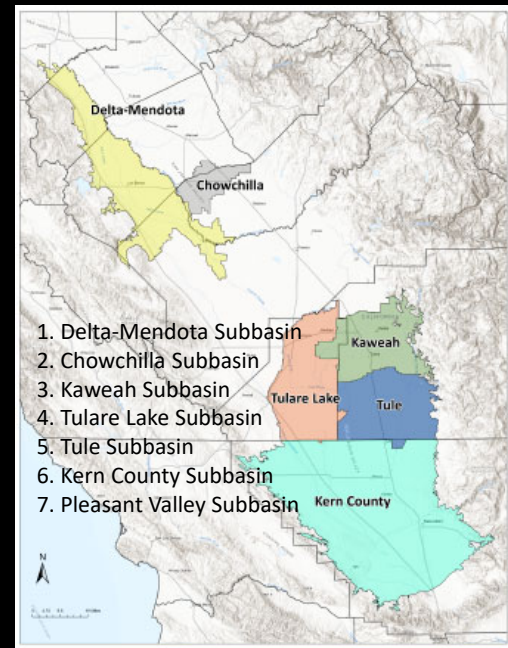 Delta-Mendota
Chowchilla
1. Delta-Mendota Subbasin
2. Chowchilla Subbasin
Kaweah
3. Kaweah Subbasin
4. Tulare Lake Subbasin
Tulare Lake
Tule
5. Tule Subbasin
6. Kern County Subbasin
7. Pleasant Valley Subbasin
Kern County
N